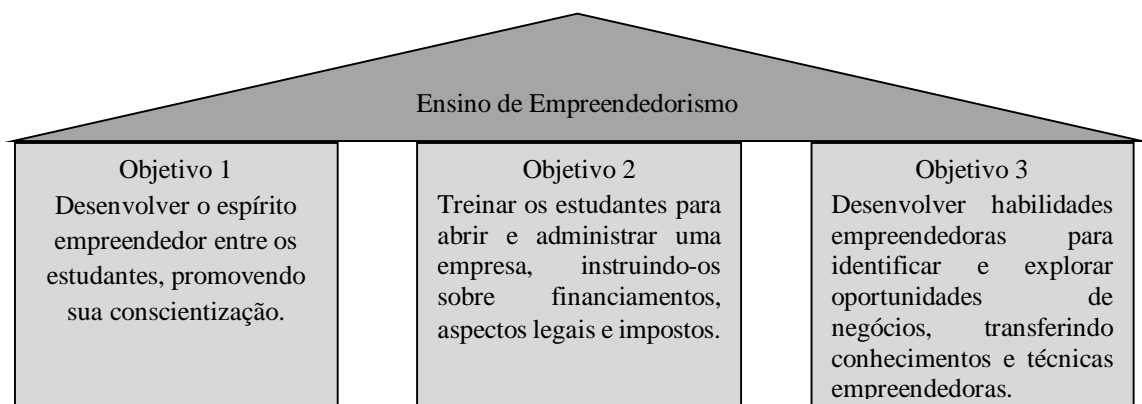 Ensino de Empreendedorismo
Objetivo 1
Desenvolver o espírito
empreendedor entre os
estudantes, promovendo
sua conscientização.
Objetivo 2
Treinar os estudantes para
abrir e administrar uma
empresa, instruindo-os
sobre financiamentos,
aspectos legais e impostos.
Objetivo 3
Desenvolver habilidades
empreendedoras para
identificar e explorar
oportunidades de
negócios, transferindo
conhecimentos e técnicas
empreendedoras.